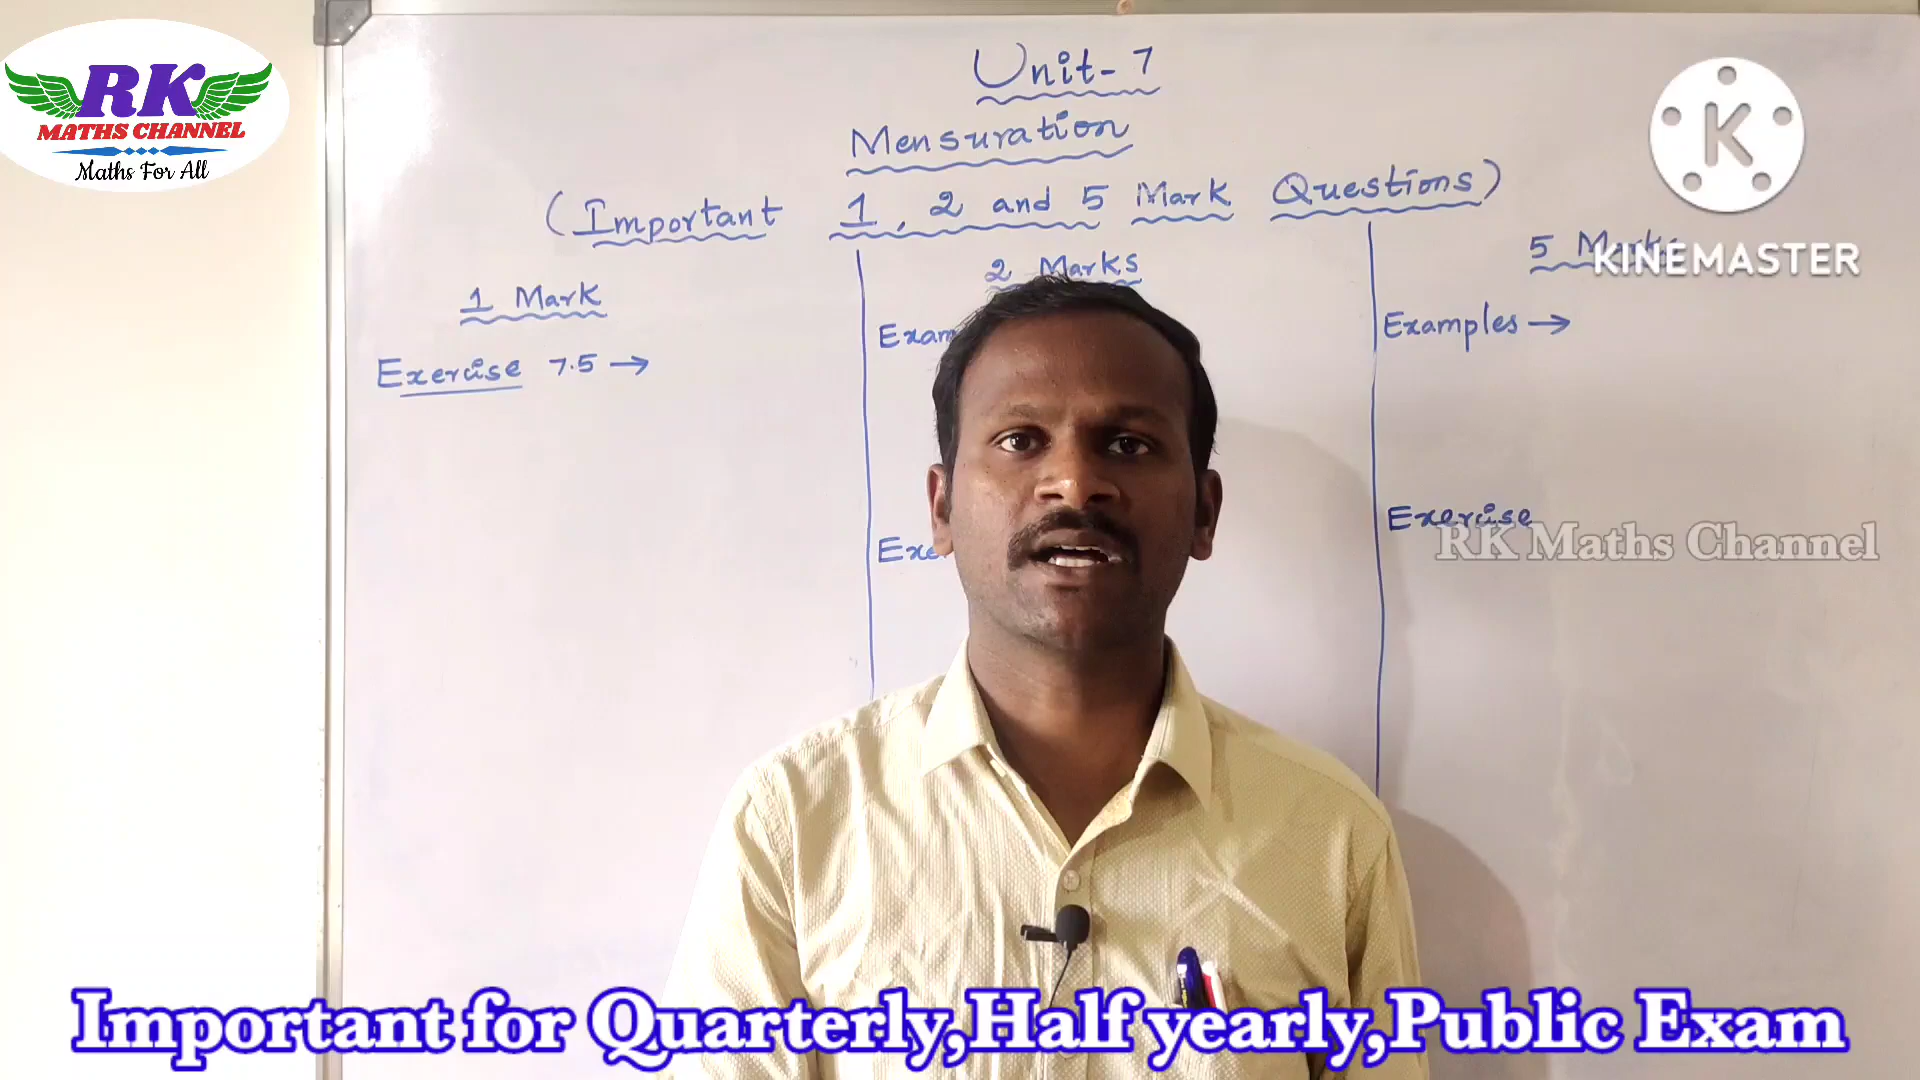 RK
MATHS CHANNEL
Maths For All
Unit-7
Mensuration
(Important 1, 2 and 5 Mark Questions)
1 Mark
Exercise 7.5 →
2 Marks
5 Marks
Examples →
Exercise
K
KINEMASTER
RK Maths Channel
Important for Quarterly,Half yearly,Public Exam